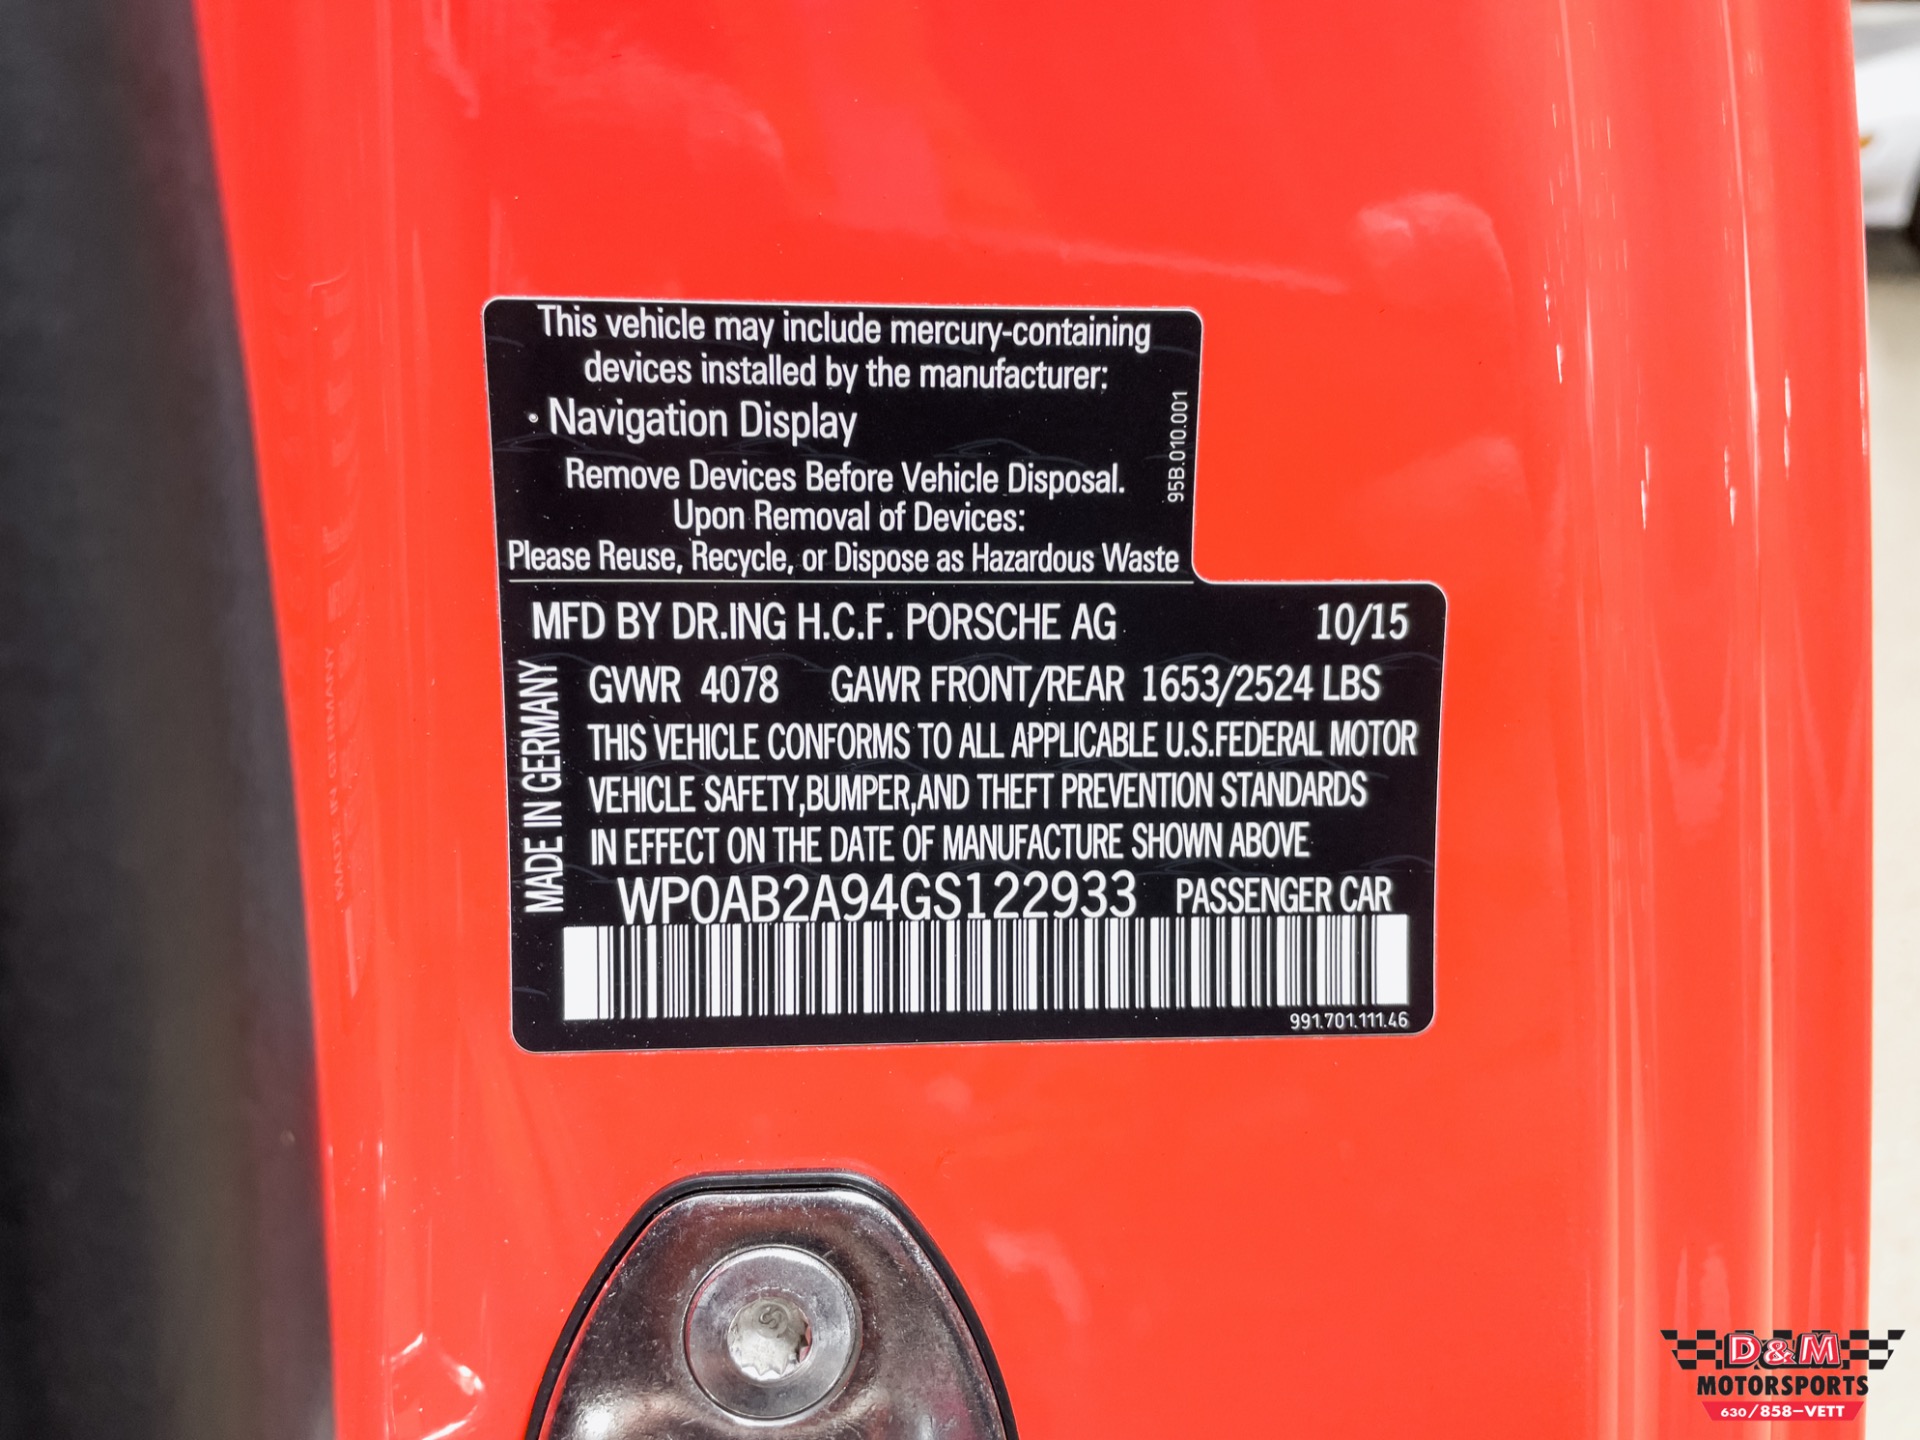 This vehicle may include mercury-containing
devices installed by the manufacturer:
· Navigation Display
Remove Devices Before Vehicle Disposal.
Upon Removal of Devices:
Please Reuse, Recycle, or Dispose as Hazardous Waste
95B.010.001
MFD BY DR.ING H.C.F. PORSCHE AG 10/15
GVWR 4078 GAWR FRONT/REAR 1653/2524 LBS
THIS VEHICLE CONFORMS TO ALL APPLICABLE U.S.FEDERAL MOTOR
VEHICLE SAFETY,BUMPER,AND THEFT PREVENTION STANDARDS
IN EFFECT ON THE DATE OF MANUFACTURE SHOWN ABOVE
MADE IN GERMANY
WP0AB2A94GS122933 PASSENGER CAR
991.701.111.46
D&M
MOTORSPORTS
630/858-VETT